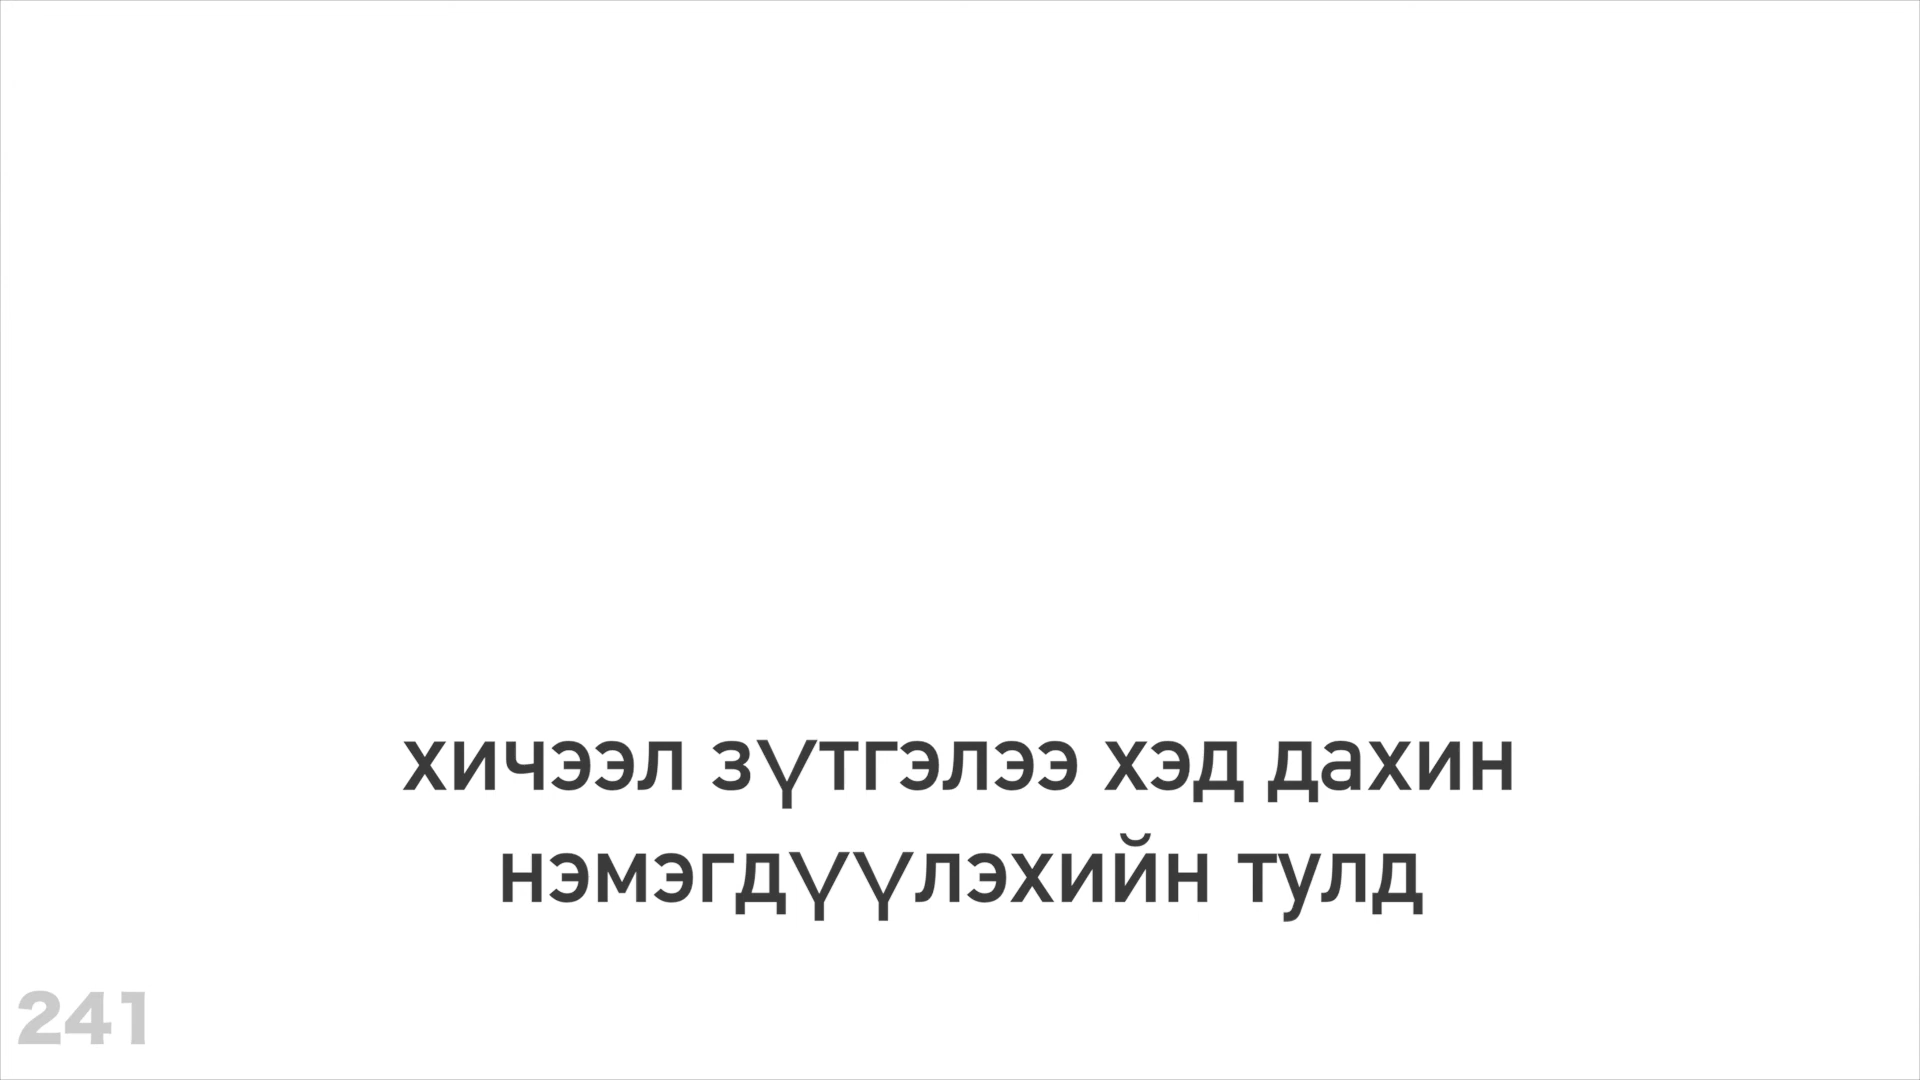 хичээл зүтгэлээ хэд дахин
нэмэгдүүлэхийн тулд
241